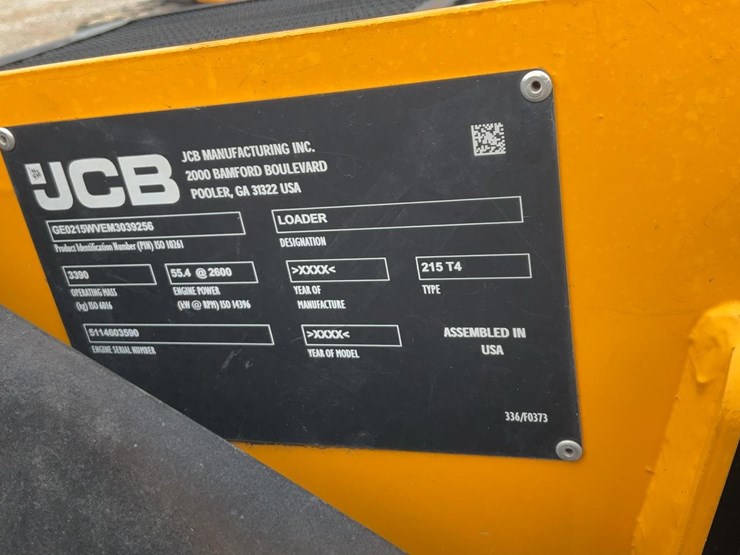 JCB
JCB MANUFACTURING INC.
2000 BAMFORD BOULEVARD
POOLER, GA 31322 USA
GE0215WVEM3039256
Product Identification Number (PIN) ISO 10261
LOADER
DESIGNATION
3390
OPERATING MASS
(kg) ISO 6016
55.4 @ 2600
ENGINE POWER
(kW @ RPM) ISO 14396
>XXXX<
YEAR OF
MANUFACTURE
215 T4
TYPE
5114603590
ENGINE SERIAL NUMBER
>XXXX<
YEAR OF MODEL
ASSEMBLED IN
USA
336/F0373